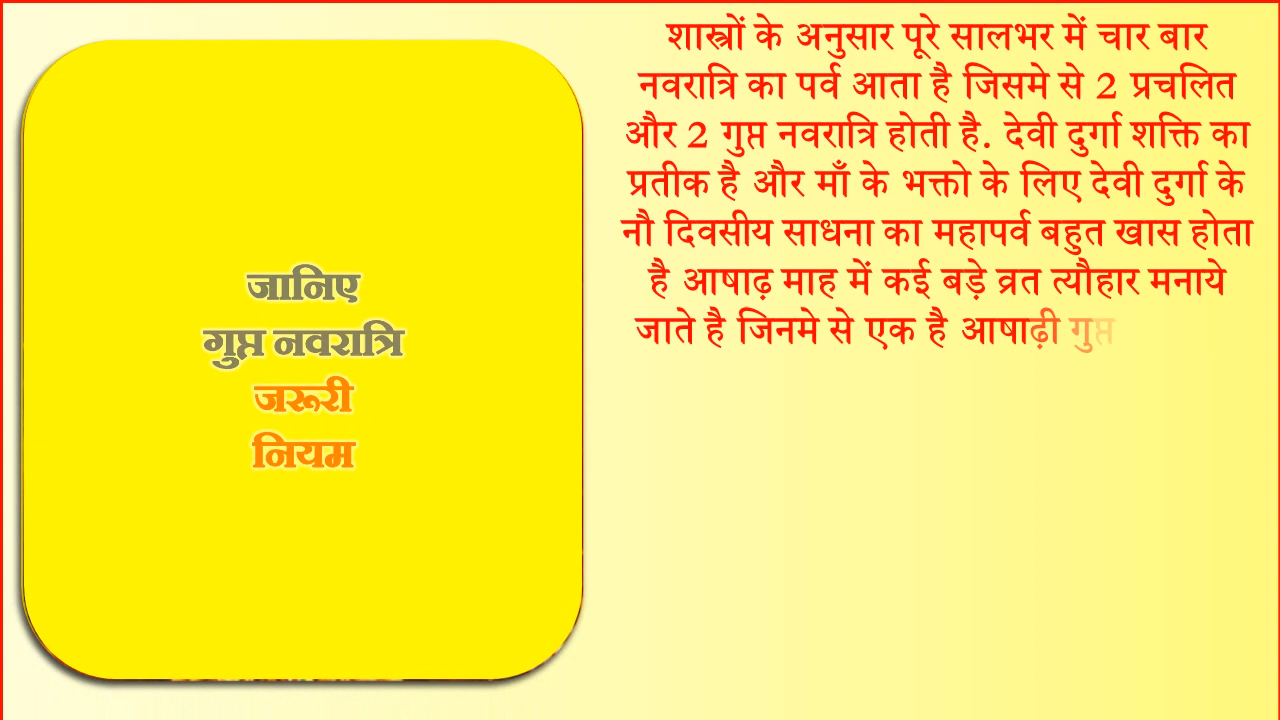 जानिए
गुप्त नवरात्रि
जरूरी
नियम
शास्त्रों के अनुसार पूरे सालभर में चार बार
नवरात्रि का पर्व आता है जिसमे से 2 प्रचलित
और 2 गुप्त नवरात्रि होती है. देवी दुर्गा शक्ति का
प्रतीक है और माँ के भक्तो के लिए देवी दुर्गा के
नौ दिवसीय साधना का महापर्व बहुत खास होता
है आषाढ़ माह में कई बड़े व्रत त्यौहार मनाये
जाते है जिनमे से एक है आषाढ़ी गुप्त